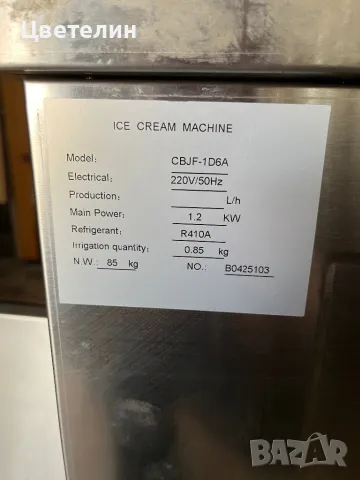 Цветелин
ICE CREAM MACHINE
Model: CBJF-1D6A
Electrical: 220V/50Hz
Production: L/h
Main Power: 1.2 KW
Refrigerant: R410A
Irrigation quantity: 0.85 kg
N.W.: 85 kg NO.: B0425103
BAZAR